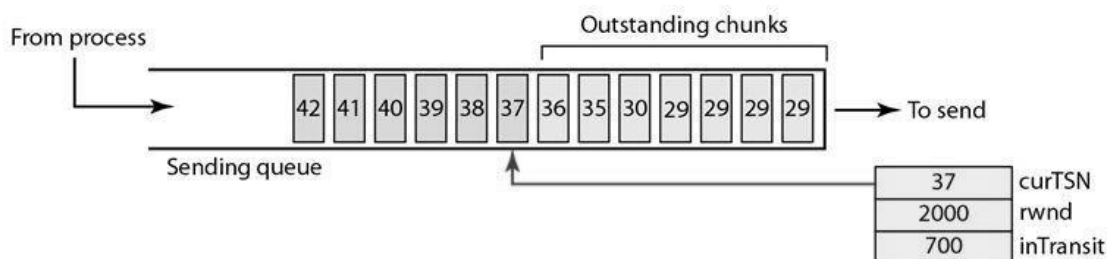 Outstanding chunks
From process
42 41 40 39 38 37 36 35 30 29 29 29 29
To send
Sending queue
37 curTSN
2000 rwnd
700 inTransit